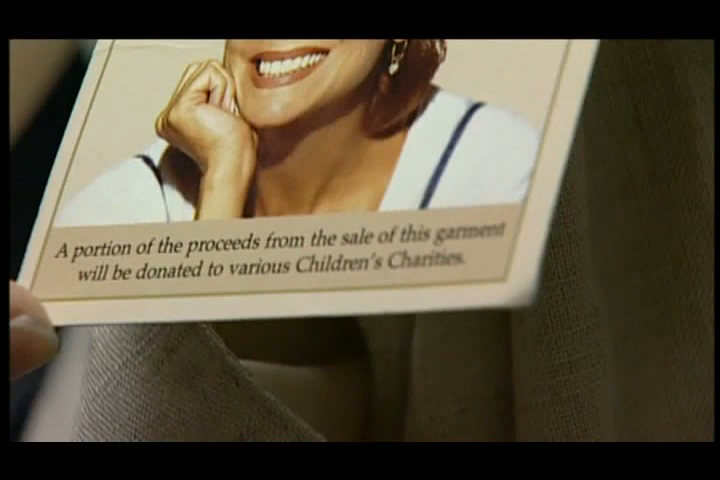 A portion of the proceeds from the sale of this garment
will be donated to various Children's Charities.